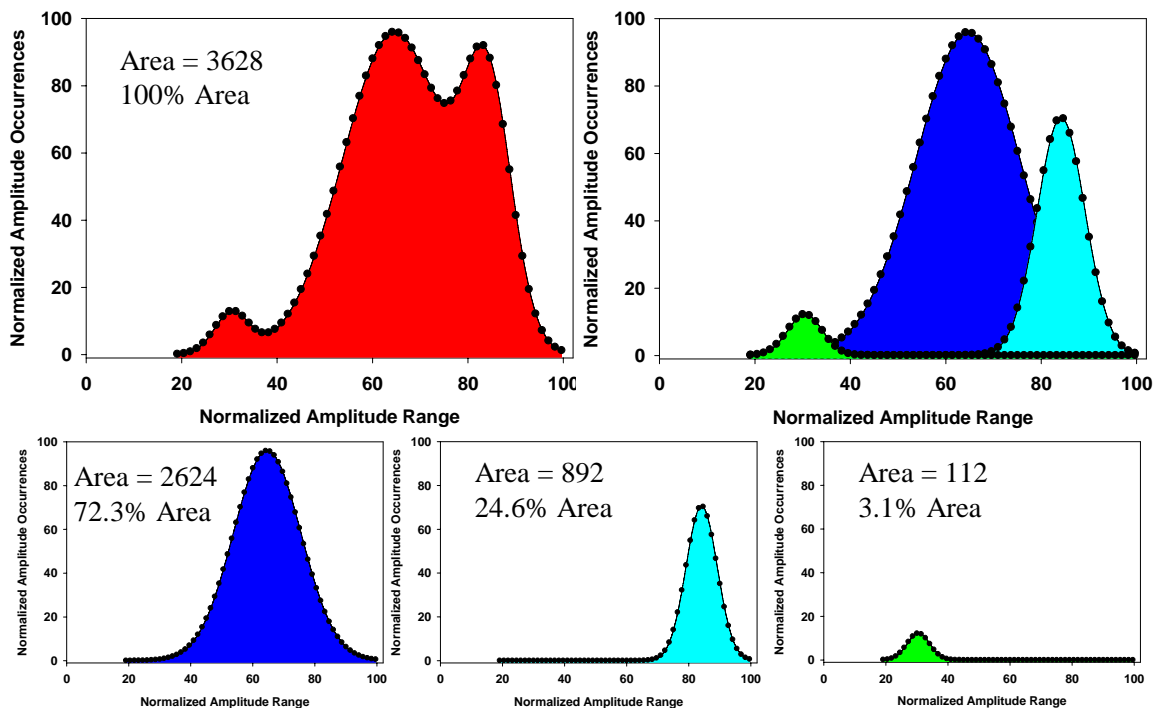 Normalized Amplitude Occurrences
100
80
60
40
20
0
Area = 3628
100% Area
0 20 40 60 80 100
Normalized Amplitude Range
Normalized Amplitude Occurrences
100
80
60
40
20
0
0 20 40 60 80 100
Normalized Amplitude Range
Normalized Amplitude Occurrences
100
80
60
40
20
0
Area = 2624
72.3% Area
0 20 40 60 80 100
Normalized Amplitude Range
Normalized Amplitude Occurrences
100
80
60
40
20
0
Area = 892
24.6% Area
0 20 40 60 80 100
Normalized Amplitude Range
Normalized Amplitude Occurrences
100
80
60
40
20
0
Area = 112
3.1% Area
0 20 40 60 80 100
Normalized Amplitude Range